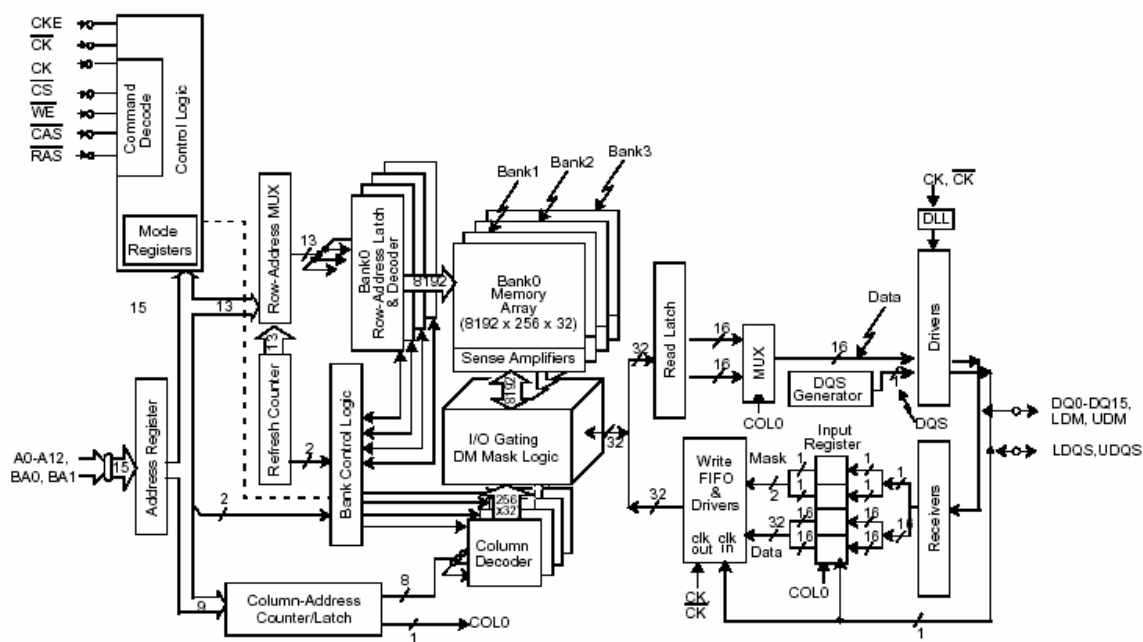 CKE
CK
CK
CS
WE
CAS
RAS
Command
Decode
Control Logic
Mode
Registers
15
13
Row-Address MUX
13
Refresh Counter
13
Bank0
Row-Address Latch
& Decoder
8192
Bank1
Bank2
Bank3
Bank0
Memory
Array
(8192 x 256 x 32)
Sense Amplifiers
8192
I/O Gating
DM Mask Logic
2
Bank Control Logic
A0-A12,
BA0, BA1
15
Address Register
2
256
x32
Column
Decoder
9
Column-Address
Counter/Latch
8
COL0
1
32
32
32
Read Latch
16
16
MUX
COL0
16
Data
DQS
Generator
DQS
CK, CK
DLL
Drivers
DQ0-DQ15,
LDM, UDM
LDQS,UDQS
Input
Register
Write
FIFO
&
Drivers
clk
out
clk
in
Mask
2
32
Data
1
1
16
16
1
1
16
16
1
16
Receivers
CK
CK
COL0
1